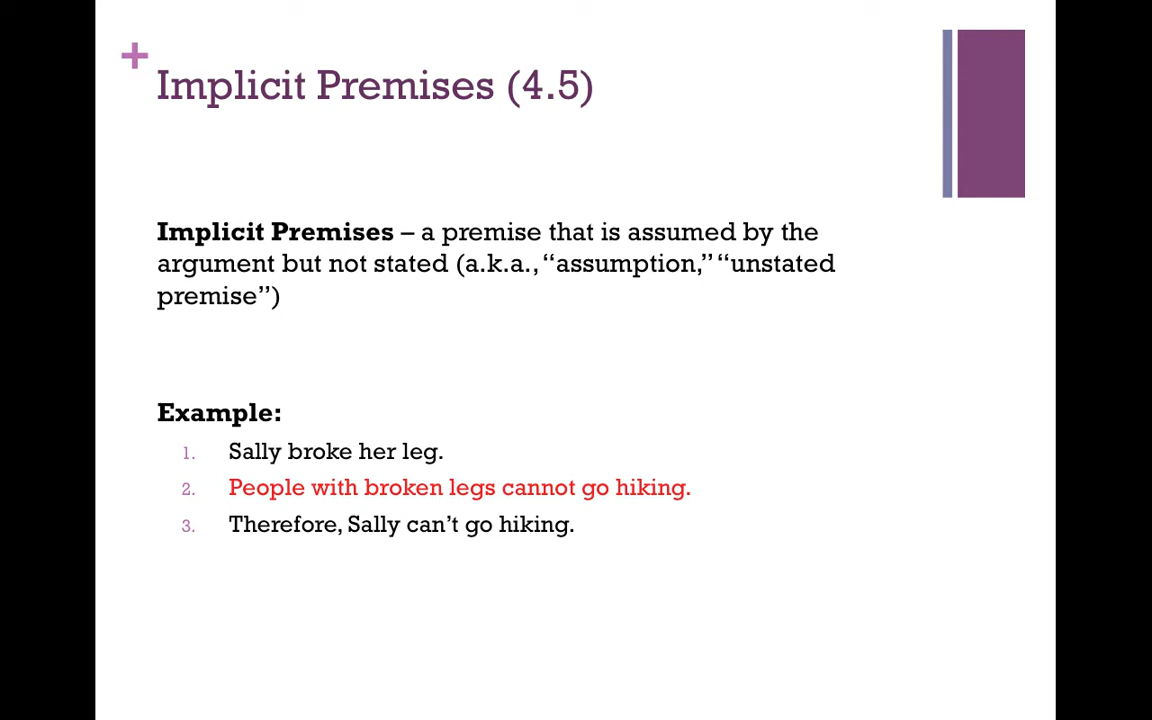 +
Implicit Premises (4.5)
Implicit Premises – a premise that is assumed by the
argument but not stated (a.k.a., “assumption,” “unstated
premise”)
Example:
1. Sally broke her leg.
2. People with broken legs cannot go hiking.
3. Therefore, Sally can’t go hiking.